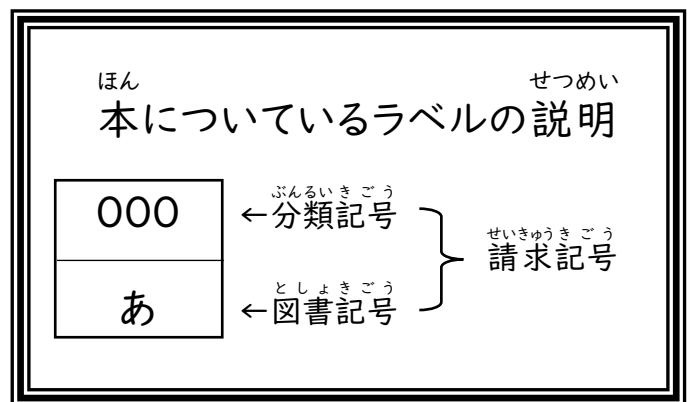 ほん せつめい
本についているラベルの説明
000
ぶんるいきごう
←分類記号
せいきゅうきごう
請求記号
あ
としょきごう
←図書記号